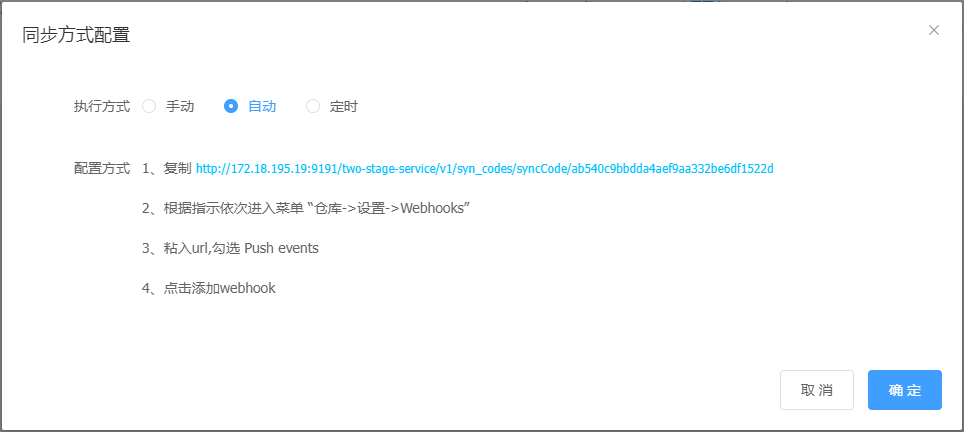 同步方式配置
执行方式 手动 自动 定时
配置方式 1、复制 http://172.18.195.19:9191/two-stage-service/v1/syn_codes/syncCode/ab540c9bbdda4aef9aa332be6df1522d
2、根据指示依次进入菜单 “仓库->设置->Webhooks”
3、粘入url,勾选 Push events
4、点击添加webhook
取 消 确 定